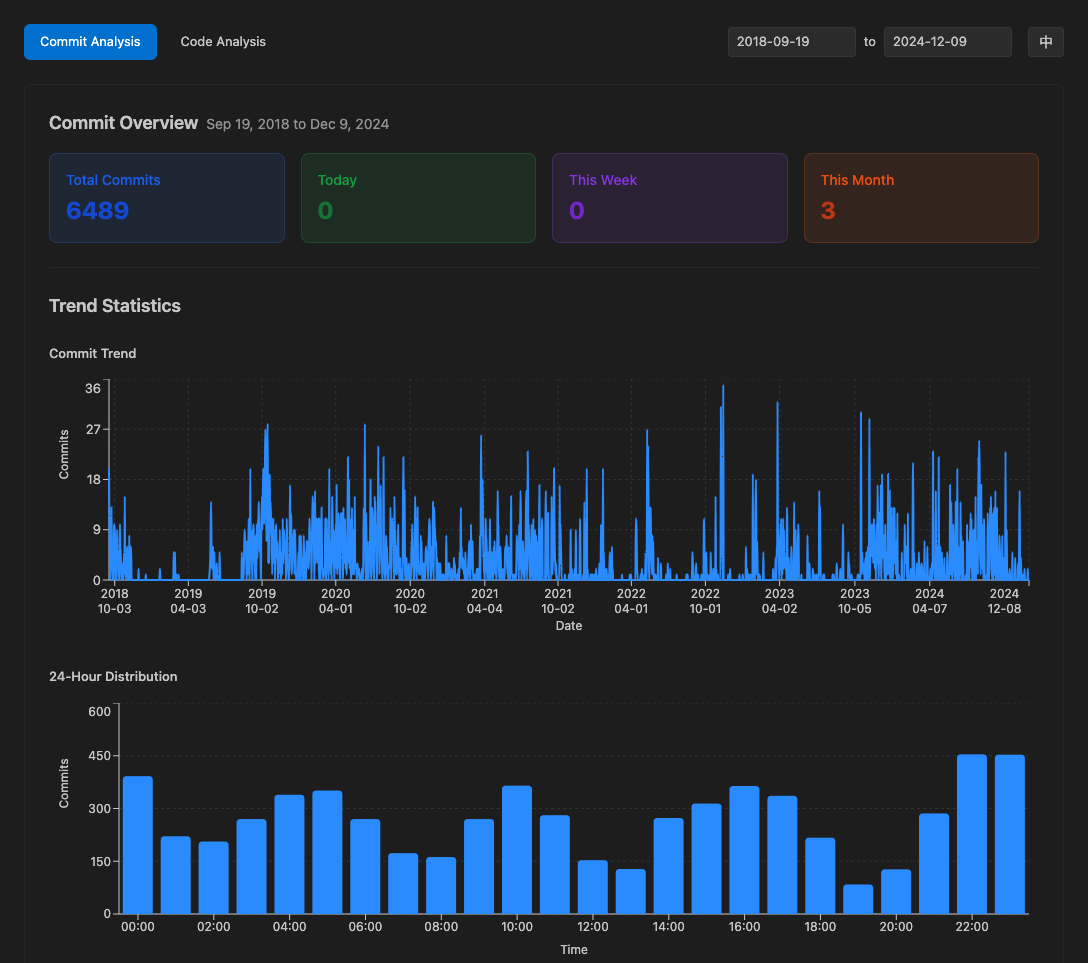 Commit Analysis Code Analysis 2018-09-19 to 2024-12-09 中
Commit Overview Sep 19, 2018 to Dec 9, 2024
Total Commits Today This Week This Month
6489 0 0 3
Trend Statistics
Commit Trend
36
27
18
9
0
Commits
2018 2019 2019 2020 2020 2021 2021 2022 2022 2023 2023 2024 2024
10-03 04-03 10-02 04-01 10-02 04-04 10-02 04-01 10-01 04-02 10-05 04-07 12-08
Date
24-Hour Distribution
600
450
300
150
0
Commits
00:00 02:00 04:00 06:00 08:00 10:00 12:00 14:00 16:00 18:00 20:00 22:00
Time